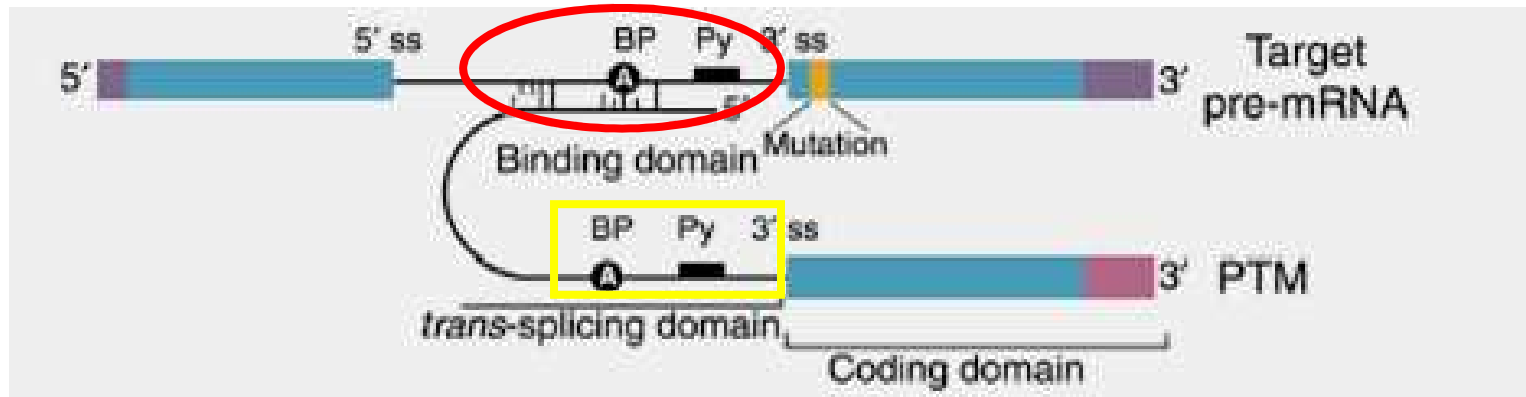 5′ ss BP Py 3′ ss
5′ A 3′ Target
pre-mRNA
5′
Binding domain Mutation
BP Py 3′ ss
A 3′ PTM
trans-splicing domain
Coding domain